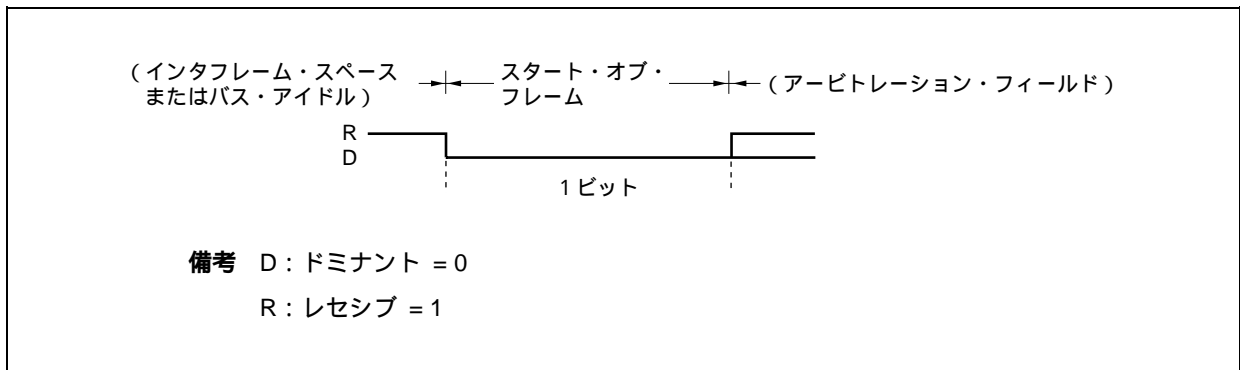 （インタフレーム・スペース
またはバス・アイドル）
スタート・オブ・
フレーム
（アービトレーション・フィールド）
R
D
1 ビット
備考 D：ドミナント = 0
R：レセシブ = 1